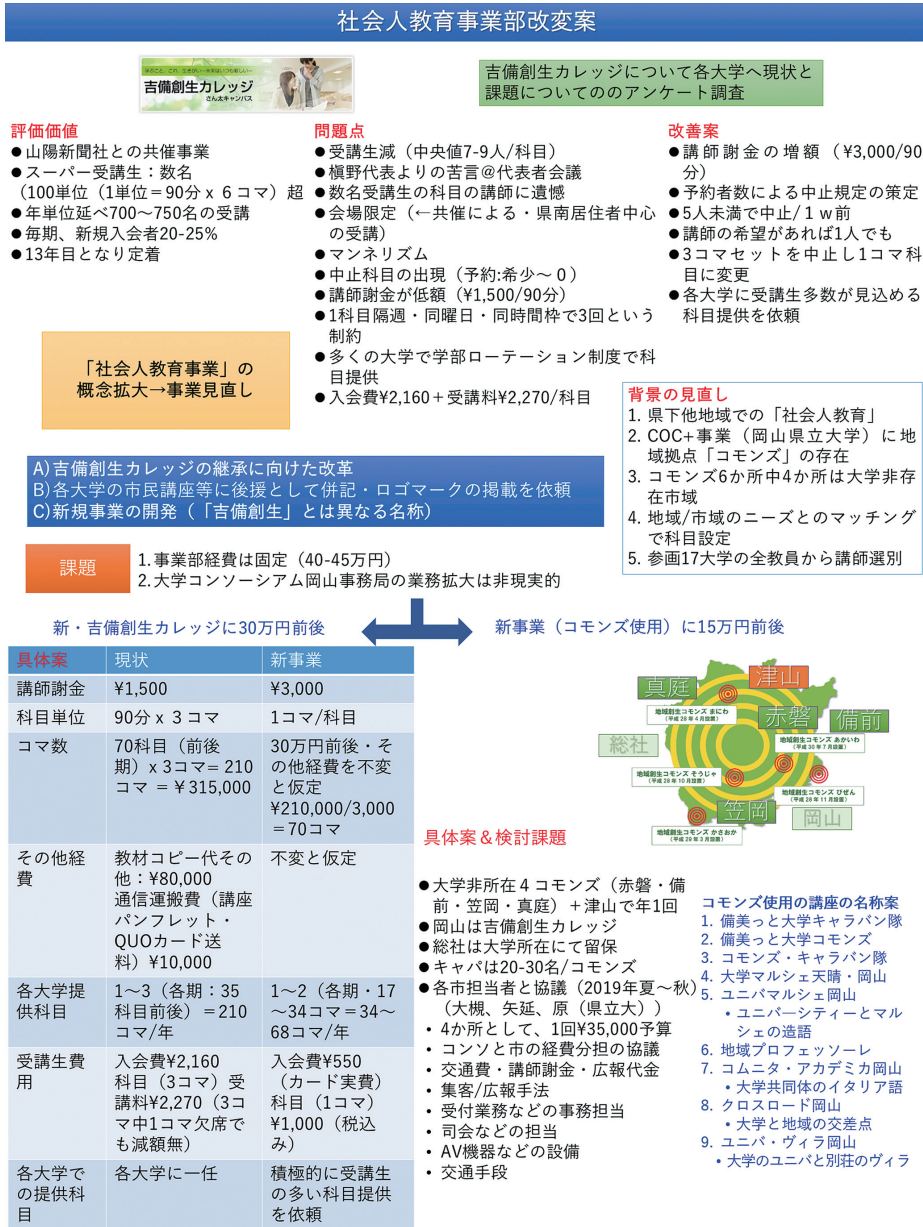 社会人教育事業部改変案
吉備創生カレッジ
さん太キャンパス
吉備創生カレッジについて各大学へ現状と
課題についてののアンケート調査
評価価値
●山陽新聞社との共催事業
●スーパー受講生：数名
（100単位（1単位＝90分ｘ６コマ）超
●年単位延べ700～750名の受講
●毎期、新規入会者20-25%
●13年目となり定着
問題点
●受講生減（中央値7-9人/科目）
●槇野代表よりの苦言＠代表者会議
●数名受講生の科目の講師に遺憾
●会場限定（←共催による・県南居住者中心
の受講）
●マンネリズム
●中止科目の出現（予約:希少～０）
●講師謝金が低額（¥1,500/90分）
●1科目隔週・同曜日・同時間枠で3回という
制約
●多くの大学で学部ローテーション制度で科
目提供
●入会費¥2,160＋受講料¥2,270/科目
改善案
●講師謝金の増額（¥3,000/90
分）
●予約者数による中止規定の策定
●5人未満で中止/１ｗ前
●講師の希望があれば1人でも
●3コマセットを中止し1コマ科
目に変更
●各大学に受講生多数が見込める
科目提供を依頼
「社会人教育事業」の
概念拡大→事業見直し
背景の見直し
1. 県下他地域での「社会人教育」
2. COC+事業（岡山県立大学）に地
域拠点「コモンズ」の存在
3. コモンズ6か所中4か所は大学非存
在市域
4. 地域/市域のニーズとのマッチング
で科目設定
5. 参画17大学の全教員から講師選別
A)吉備創生カレッジの継承に向けた改革
B)各大学の市民講座等に後援として併記・ロゴマークの掲載を依頼
C)新規事業の開発（「吉備創生」とは異なる名称）
課題
1.事業部経費は固定（40-45万円）
2.大学コンソーシアム岡山事務局の業務拡大は非現実的
新・吉備創生カレッジに30万円前後
新事業（コモンズ使用）に15万円前後
具体案 現状 新事業
講師謝金 ¥1,500 ¥3,000
科目単位 90分ｘ３コマ 1コマ/科目
コマ数 70科目（前後 30万円前後・そ
期）ｘ3コマ＝210 の他経費を不変
コマ ＝￥315,000 と仮定
¥210,000/3,000
＝70コマ
その他経 教材コピー代その 不変と仮定
費 他：¥80,000
通信運搬費（講座
パンフレット・
QUOカード送
料）¥10,000
各大学提 1～3（各期：35 1～2（各期・17
供科目 科目前後）＝210 ～34コマ＝34～
コマ/年 68コマ/年
受講生費 入会費¥2,160 入会費¥550
用 科目（3コマ）受 （カード実費）
講料¥2,270（3コ 科目（1コマ）
マ中1コマ欠席で ¥1,000（税込
も減額無） み）
各大学で 各大学に一任 積極的に受講生
の提供科 の多い科目提供
目 を依頼
真庭
津山
地域創生コモンズ まにわ
（平成 28 年 4 月設置）
赤磐
備前
総社
地域創生コモンズ あかいわ
（平成 30 年 7 月設置）
地域創生コモンズ そうじゃ
（平成 28 年 10 月設置）
地域創生コモンズ びぜん
（平成 28 年 11 月設置）
笠岡
岡山
地域創生コモンズ かさおか
（平成 29 年 3 月設置）
具体案＆検討課題
●大学非所在４コモンズ（赤磐・備
前・笠岡・真庭）＋津山で年1回
●岡山は吉備創生カレッジ
●総社は大学所在にて留保
●キャパは20-30名/コモンズ
●各市担当者と協議（2019年夏～秋）
（大槻、矢延、原（県立大））
・4か所として、1回¥35,000予算
・コンソと市の経費分担の協議
・交通費・講師謝金・広報代金
・集客/広報手法
・受付業務などの事務担当
・司会などの担当
・AV機器などの設備
・交通手段
コモンズ使用の講座の名称案
1. 備美っと大学キャラバン隊
2. 備美っと大学コモンズ
3. コモンズ・キャラバン隊
4. 大学マルシェ天晴・岡山
5. ユニバマルシェ岡山
・ユニバーシティーとマル
シェの造語
6. 地域プロフェッソーレ
7. コムニタ・アカデミカ岡山
・大学共同体のイタリア語
8. クロスロード岡山
・大学と地域の交差点
9. ユニバ・ヴィラ岡山
・大学のユニバと別荘のヴィラ